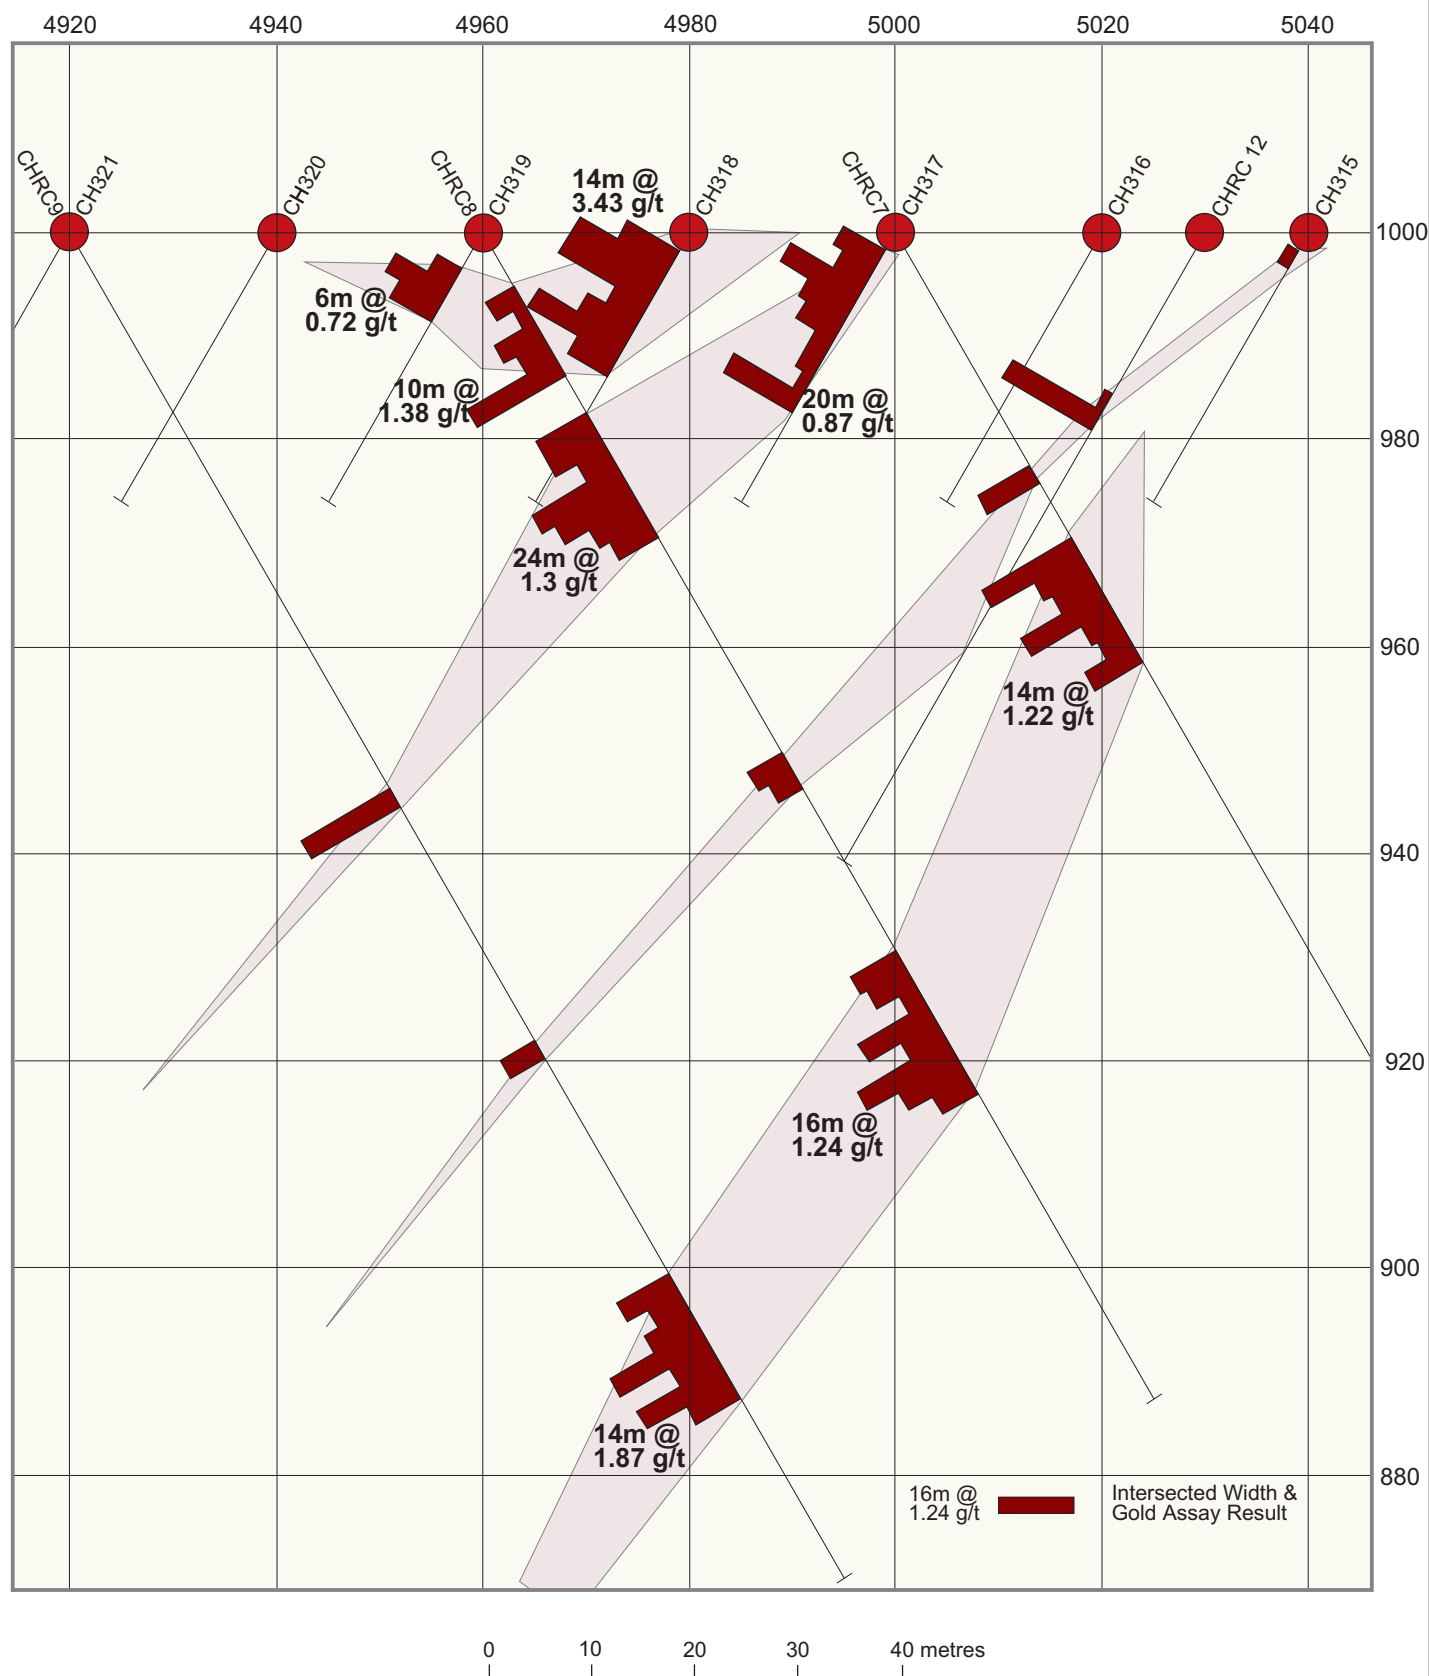 4920 4940 4960 4980 5000 5020 5040
CHRC9 CH321 CH320 CHRC8 CH319 CH318 CHRC7 CH317 CH316 CHRC 12 CH315
14m @
3.43 g/t
1000
6m @
0.72 g/t
10m @
1.38 g/t
20m @
0.87 g/t
980
24m @
1.3 g/t
960
14m @
1.22 g/t
940
920
16m @
1.24 g/t
900
14m @
1.87 g/t
880
16m @
1.24 g/t
Intersected Width &
Gold Assay Result
0 10 20 30 40 metres